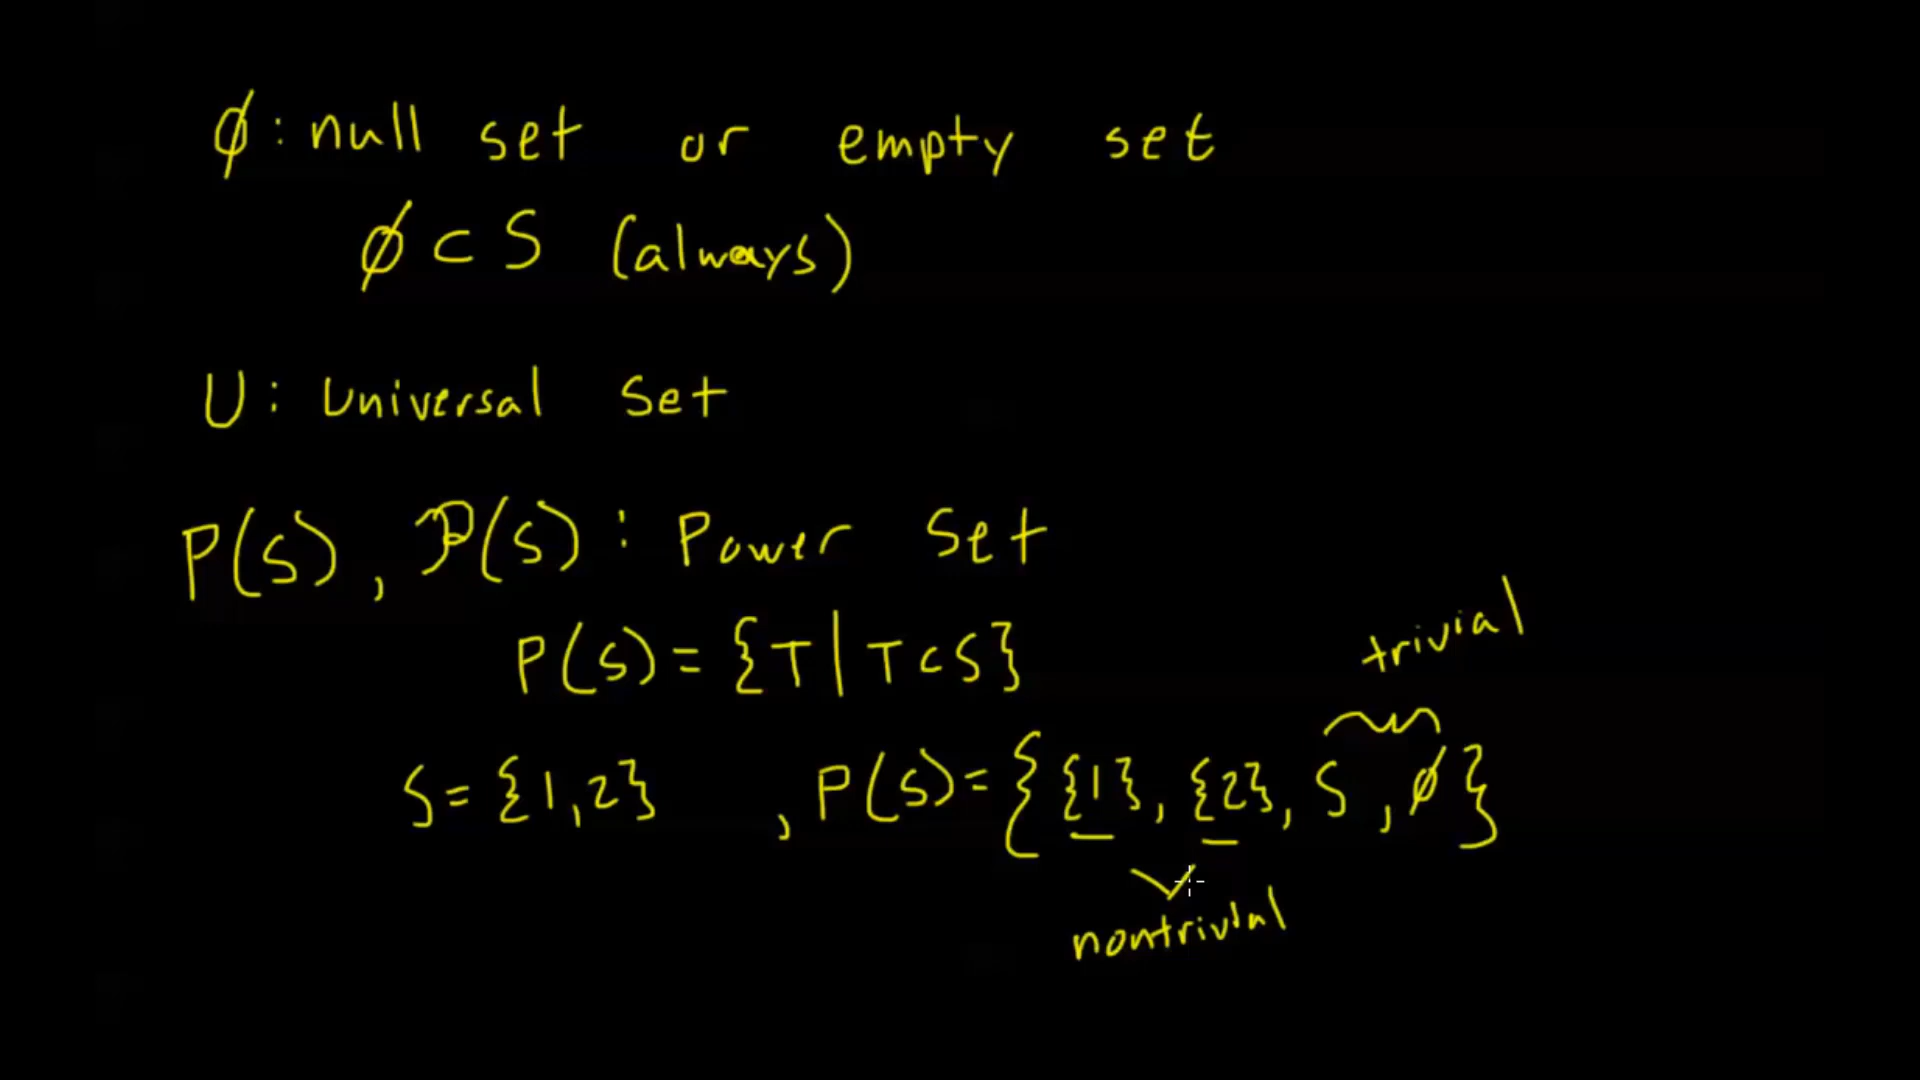 ∅: null set or empty set
∅ ⊂ S (always)
U: Universal Set
P(S), 𝒫(S): Power Set
P(S) = {T | T ⊂ S}
trivial
S = {1,2} , P(S) = {{1}, {2}, S, ∅}
nontrivial